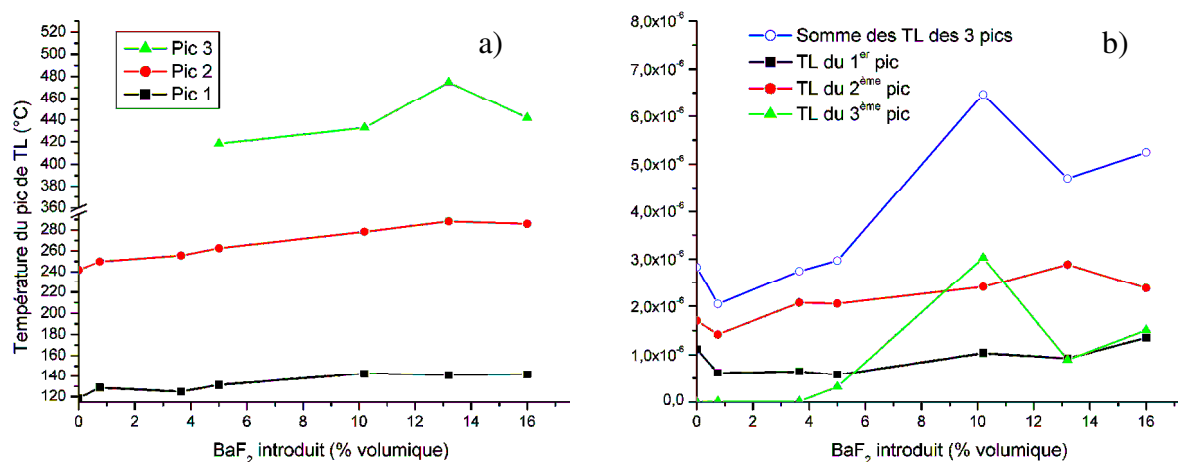 a)
Pic 3
Pic 2
Pic 1
Température du pic de TL (°C)
520
500
480
460
440
420
400
380
360
280
260
240
220
200
180
160
140
120
0 2 4 6 8 10 12 14 16
BaF₂ introduit (% volumique)
b)
Somme des TL des 3 pics
TL du 1er pic
TL du 2ème pic
TL du 3ème pic
8,0x10⁻⁶
7,0x10⁻⁶
6,0x10⁻⁶
5,0x10⁻⁶
4,0x10⁻⁶
3,0x10⁻⁶
2,0x10⁻⁶
1,0x10⁻⁶
0,0
0 2 4 6 8 10 12 14 16
BaF₂ introduit (% volumique)